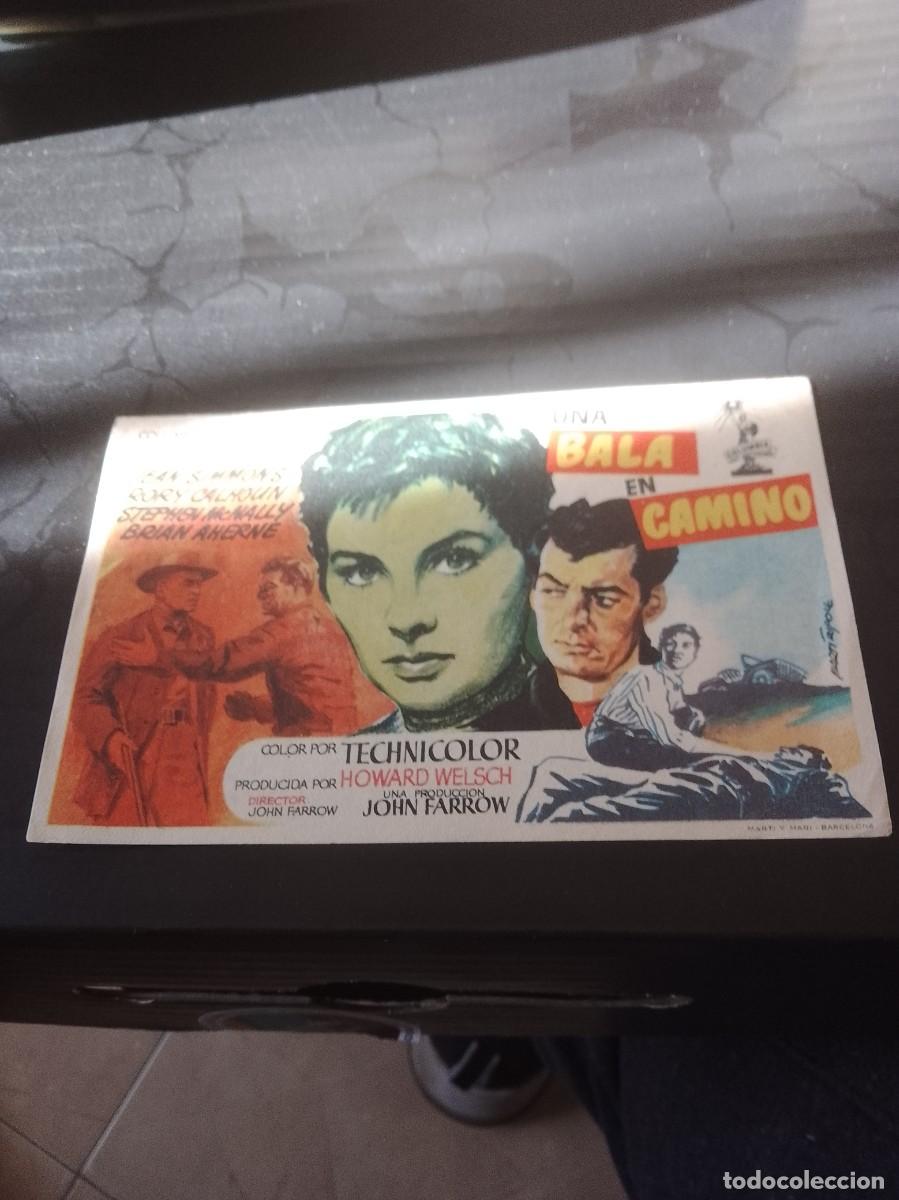 JEAN SIMMONS
RORY CALHOUN
STEPHEN McNALLY
BRIAN AHERNE
UNA
BALA
EN
CAMINO
COLUMBIA
COLOR POR TECHNICOLOR
PRODUCIDA POR HOWARD WELSCH
DIRECTOR
JOHN FARROW
UNA PRODUCCION
JOHN FARROW
MARTI Y MARI - BARCELONA
todocoleccion